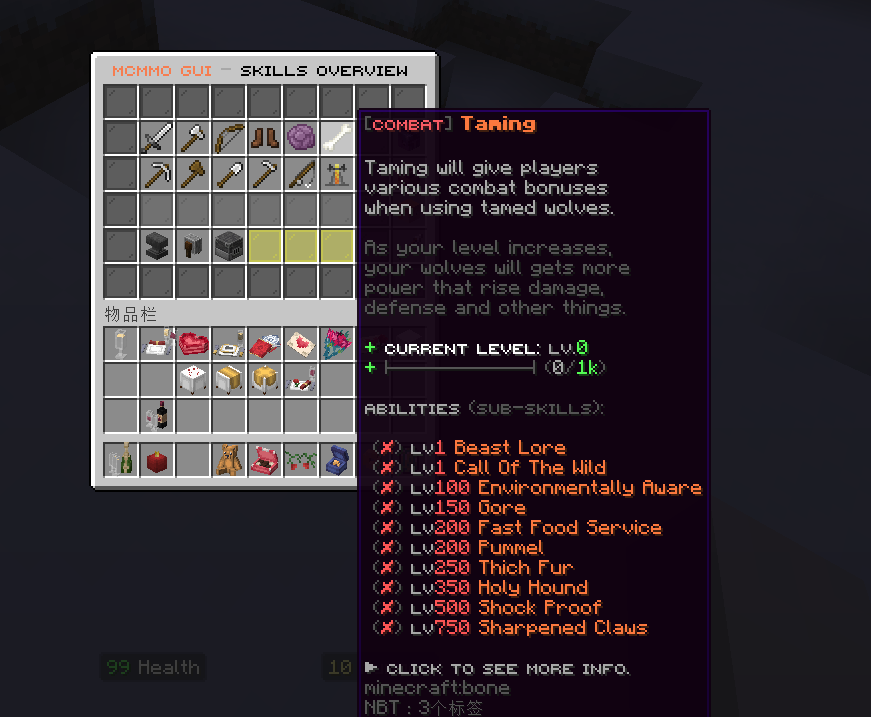 MCMMO GUI - SKILLS OVERVIEW
[COMBAT] Taming
Taming will give players
various combat bonuses
when using tamed wolves.
As your level increases,
your wolves will gets more
power that rise damage,
defense and other things.
+ CURRENT LEVEL: LV.0
+ (0/1k)
ABILITIES (SUB-SKILLS):
(✘) LV1 Beast Lore
(✘) LV1 Call Of The Wild
(✘) LV100 Environmentally Aware
(✘) LV150 Gore
(✘) LV200 Fast Food Service
(✘) LV200 Pummel
(✘) LV250 Thich Fur
(✘) LV350 Holy Hound
(✘) LV500 Shock Proof
(✘) LV750 Sharpened Claws
► CLICK TO SEE MORE INFO.
minecraft:bone
NBT : 3个标签
物品栏
99 Health
10